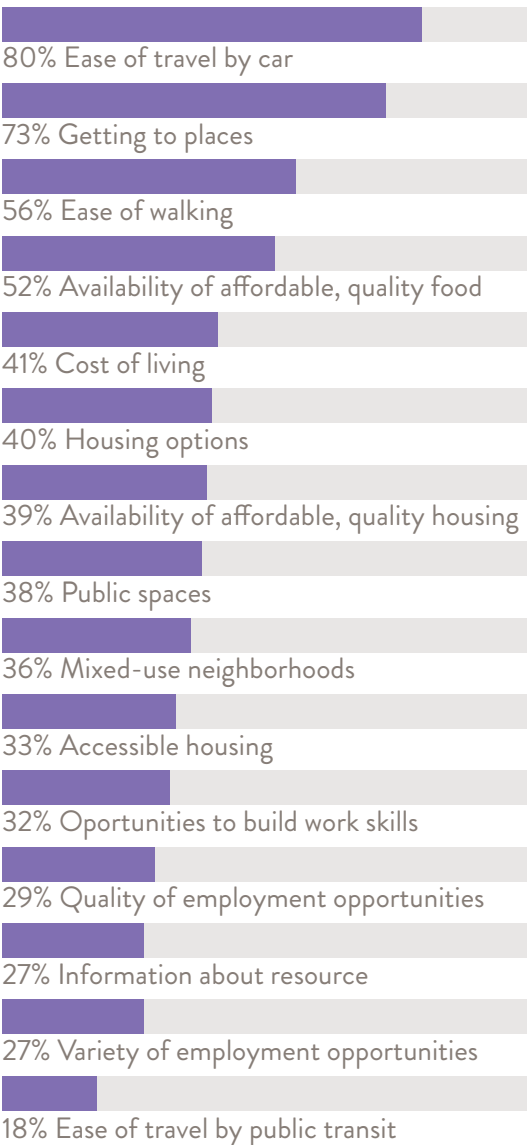 80% Ease of travel by car
73% Getting to places
56% Ease of walking
52% Availability of affordable, quality food
41% Cost of living
40% Housing options
39% Availability of affordable, quality housing
38% Public spaces
36% Mixed-use neighborhoods
33% Accessible housing
32% Oportunities to build work skills
29% Quality of employment opportunities
27% Information about resource
27% Variety of employment opportunities
18% Ease of travel by public transit